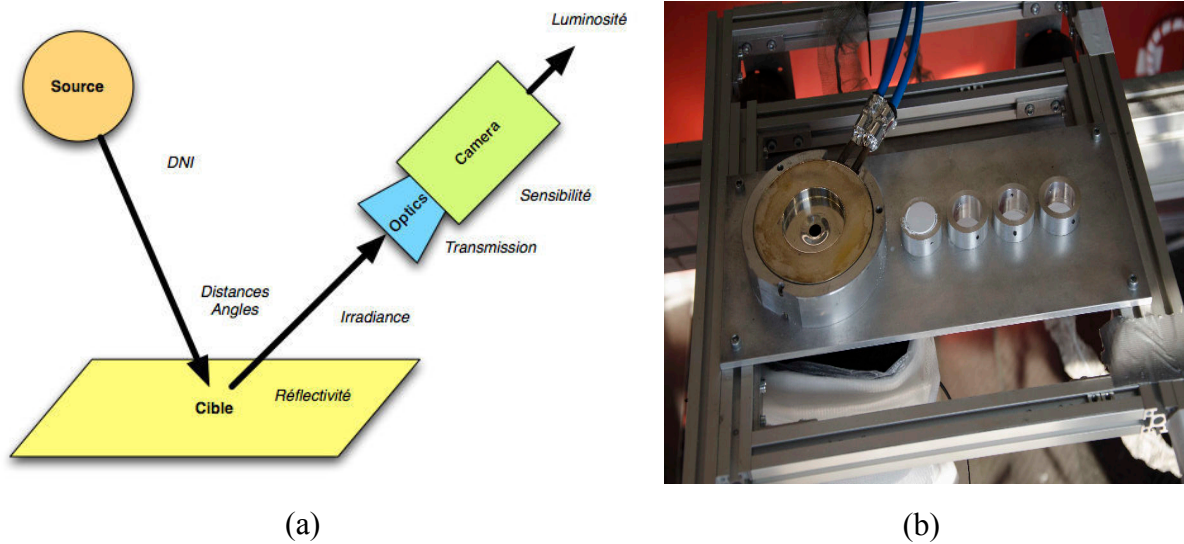 Luminosité
Source
DNI
Camera
Sensibilité
Optics
Transmission
Distances
Angles
Irradiance
Réflectivité
Cible
(a)
(b)